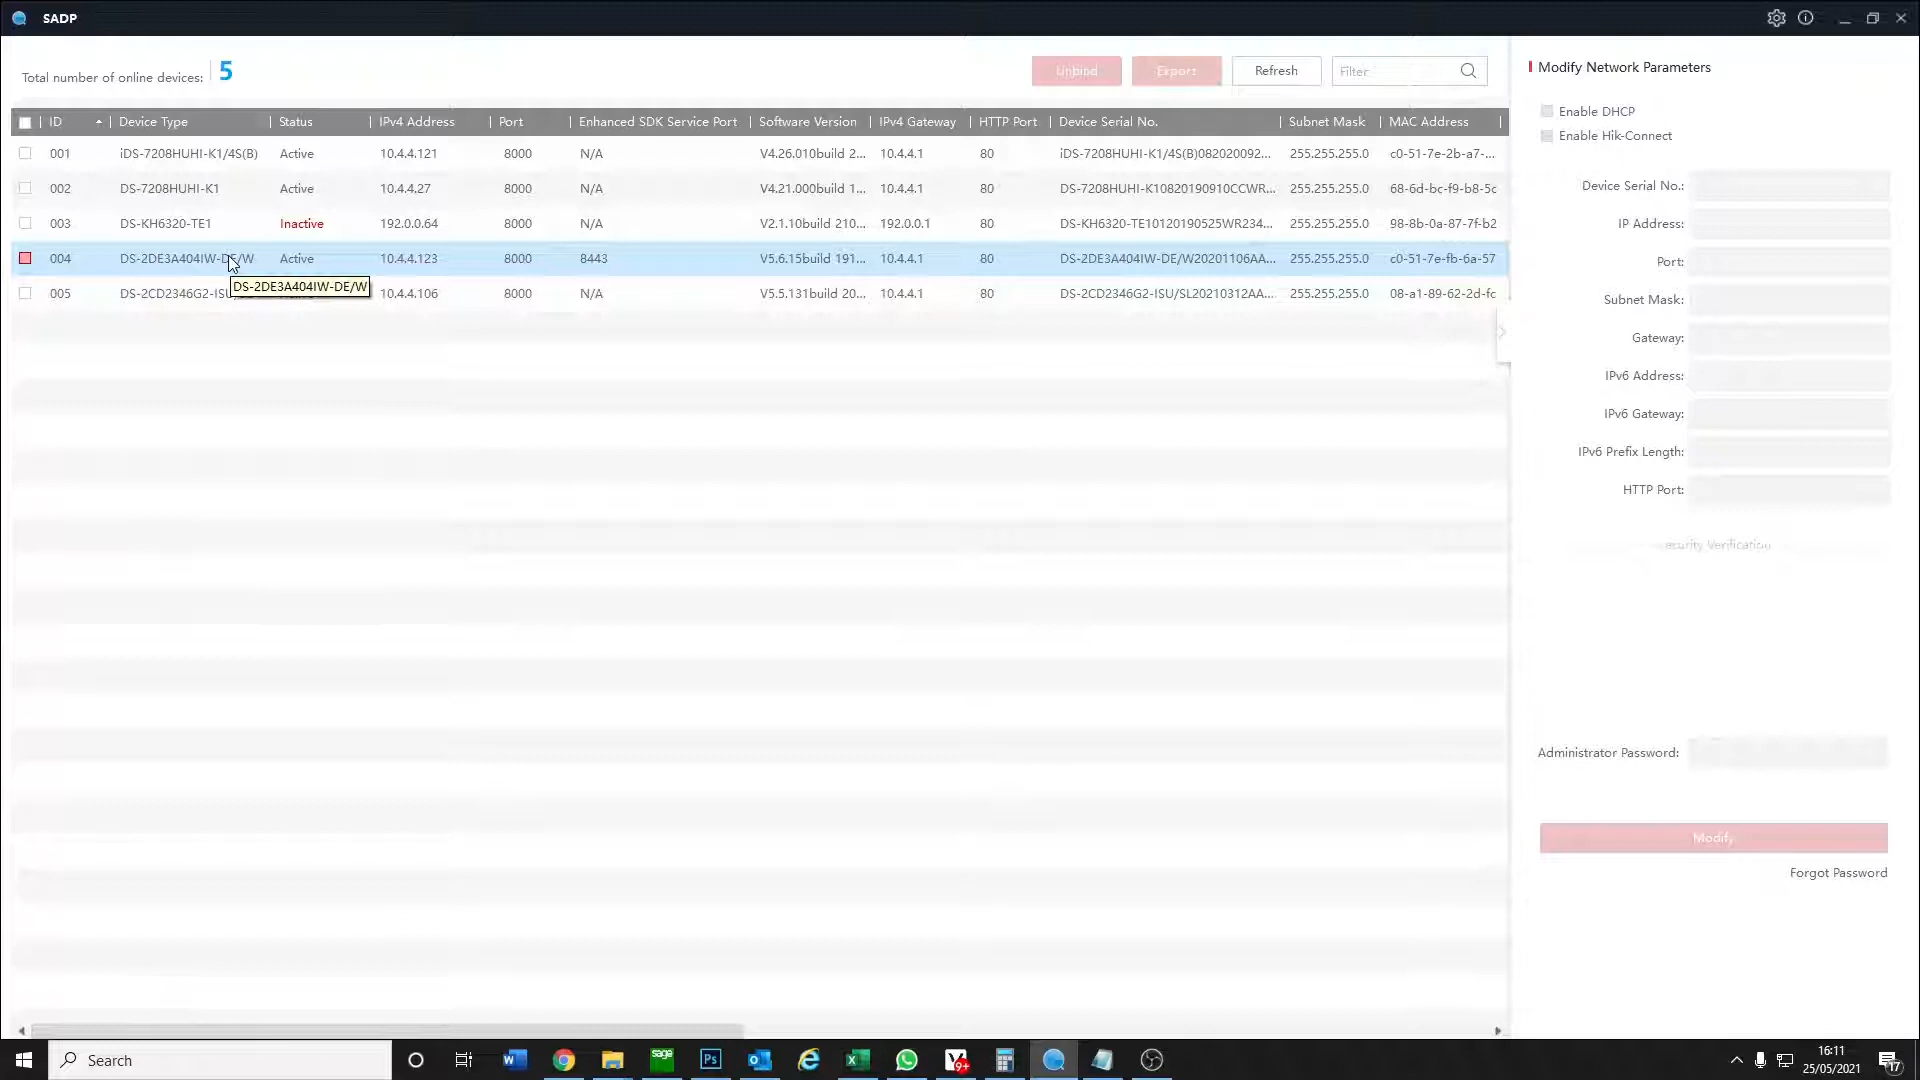 SADP
Total number of online devices: 5
Unbind Export Refresh Filter
ID Device Type Status IPv4 Address Port Enhanced SDK Service Port Software Version IPv4 Gateway HTTP Port Device Serial No. Subnet Mask MAC Address
001 iDS-7208HUHI-K1/4S(B) Active 10.4.4.121 8000 N/A V4.26.010build 2... 10.4.4.1 80 iDS-7208HUHI-K1/4S(B)082020092... 255.255.255.0 c0-51-7e-2b-a7-...
002 DS-7208HUHI-K1 Active 10.4.4.27 8000 N/A V4.21.000build 1... 10.4.4.1 80 DS-7208HUHI-K10820190910CCWR... 255.255.255.0 68-6d-bc-f9-b8-5c
003 DS-KH6320-TE1 Inactive 192.0.0.64 8000 N/A V2.1.10build 210... 192.0.0.1 80 DS-KH6320-TE10120190525WR234... 255.255.255.0 98-8b-0a-87-7f-b2
004 DS-2DE3A404IW-DE/W Active 10.4.4.123 8000 8443 V5.6.15build 191... 10.4.4.1 80 DS-2DE3A404IW-DE/W20201106AA... 255.255.255.0 c0-51-7e-fb-6a-57
DS-2DE3A404IW-DE/W
005 DS-2CD2346G2-ISU 10.4.4.106 8000 N/A V5.5.131build 20... 10.4.4.1 80 DS-2CD2346G2-ISU/SL20210312AA... 255.255.255.0 08-a1-89-62-2d-fc
Modify Network Parameters
Enable DHCP
Enable Hik-Connect
Device Serial No.:
IP Address:
Port:
Subnet Mask:
Gateway:
IPv6 Address:
IPv6 Gateway:
IPv6 Prefix Length:
HTTP Port:
ecurity Verification
Administrator Password:
Modify
Forgot Password
Search
sage
Ps
9+
16:11
25/05/2021
17